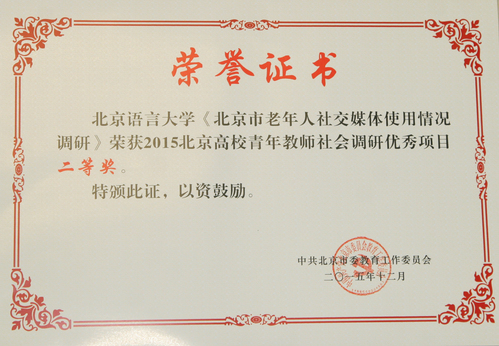 荣誉证书
北京语言大学《北京市老年人社交媒体使用情况
调研》荣获2015北京高校青年教师社会调研优秀项目
二等奖。
特颁此证，以资鼓励。
中共北京市委教育工作委员会
二〇一五年十二月